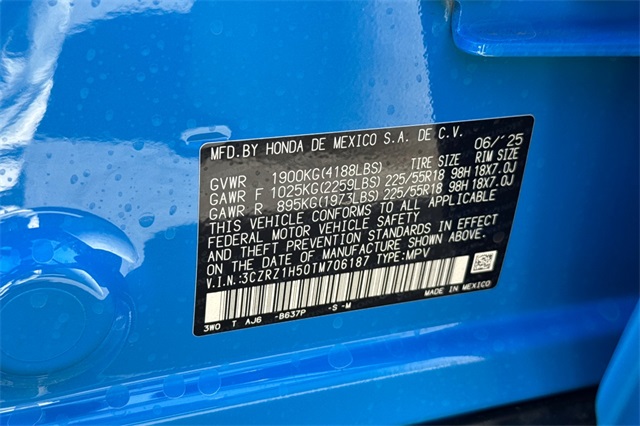 MFD.BY HONDA DE MEXICO S.A. DE C.V. 06/'25
GVWR 1900KG(4188LBS) TIRE SIZE RIM SIZE
GAWR F 1025KG(2259LBS) 225/55R18 98H 18X7.0J
GAWR R 895KG(1973LBS) 225/55R18 98H 18X7.0J
THIS VEHICLE CONFORMS TO ALL APPLICABLE
FEDERAL MOTOR VEHICLE SAFETY
AND THEFT PREVENTION STANDARDS IN EFFECT
ON THE DATE OF MANUFACTURE SHOWN ABOVE.
V.I.N.:3CZRZ1H50TM706187 TYPE:MPV
3W0 T AJ6 -B637P -S -M MADE IN MEXICO